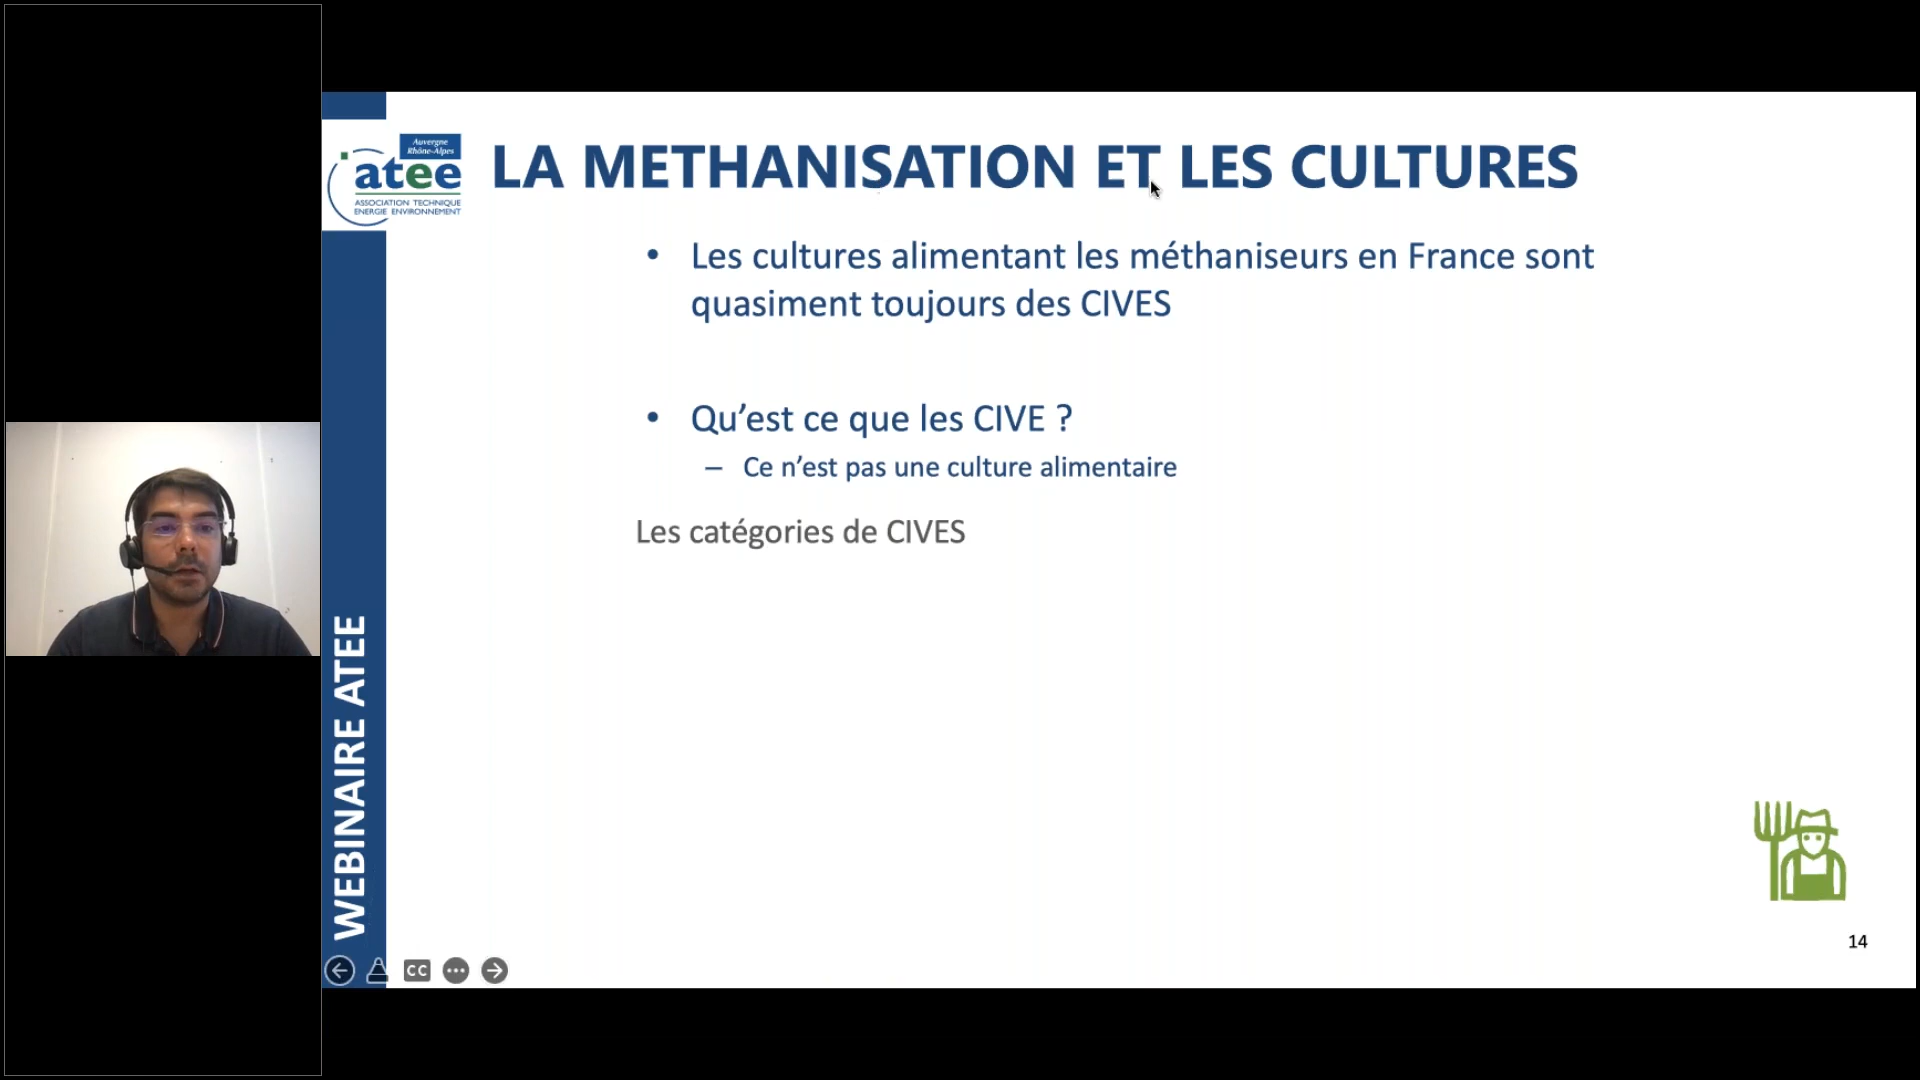 Auvergne
Rhône-Alpes
atee
ASSOCIATION TECHNIQUE
ENERGIE ENVIRONNEMENT
LA METHANISATION ET LES CULTURES
• Les cultures alimentant les méthaniseurs en France sont
quasiment toujours des CIVES
• Qu’est ce que les CIVE ?
– Ce n’est pas une culture alimentaire
Les catégories de CIVES
WEBINAIRE ATEE
14
CC